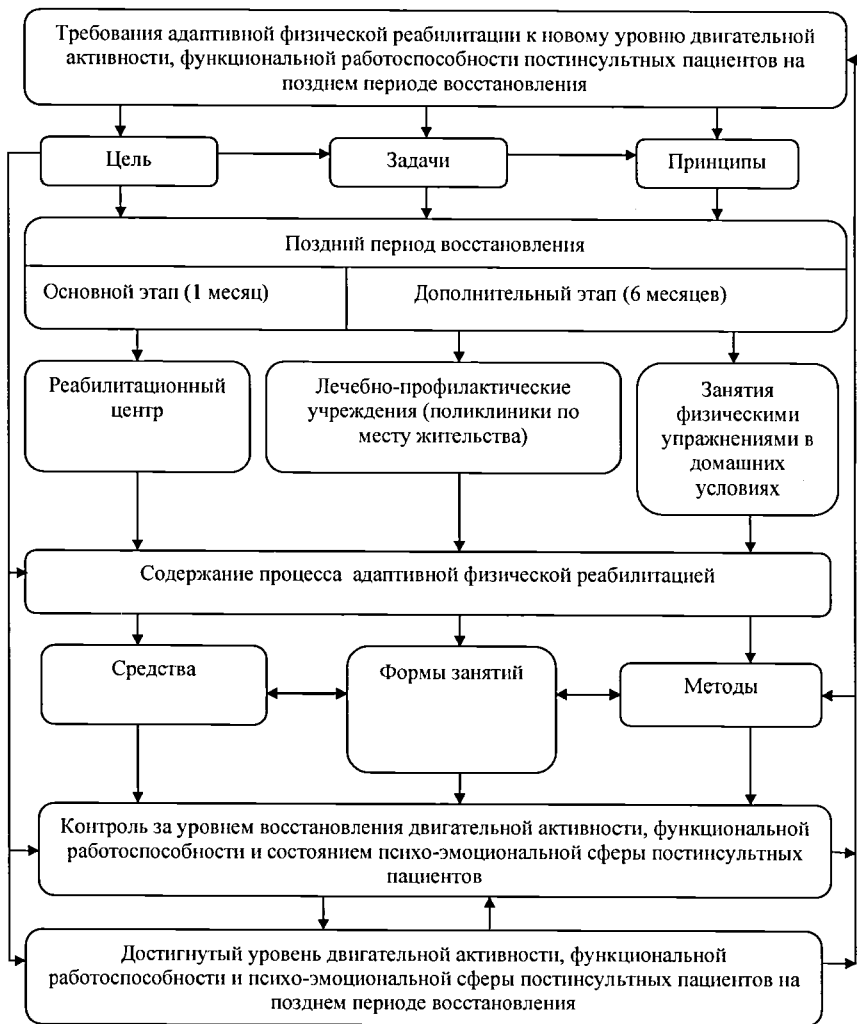 Требования адаптивной физической реабилитации к новому уровню двигательной
активности, функциональной работоспособности постинсультных пациентов на
позднем периоде восстановления
Цель
Задачи
Принципы
Поздний период восстановления
Основной этап (1 месяц)
Дополнительный этап (6 месяцев)
Реабилитационный
центр
Лечебно-профилактические
учреждения (поликлиники по
месту жительства)
Занятия
физическими
упражнениями в
домашних
условиях
Содержание процесса адаптивной физической реабилитацией
Средства
Формы занятий
Методы
Контроль за уровнем восстановления двигательной активности, функциональной
работоспособности и состоянием психо-эмоциональной сферы постинсультных
пациентов
Достигнутый уровень двигательной активности, функциональной
работоспособности и психо-эмоциональной сферы постинсультных пациентов на
позднем периоде восстановления